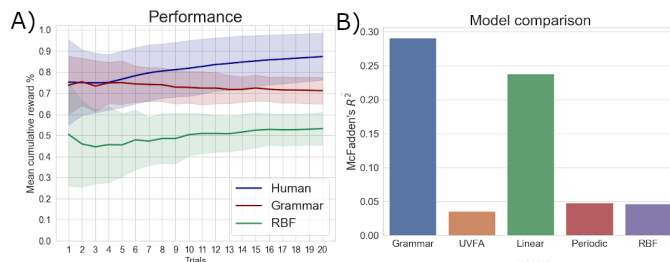 A)
Performance
Mean cumulative reward %
1.0
0.9
0.8
0.7
0.6
0.5
0.4
0.3
0.2
0.1
0.0
1 2 3 4 5 6 7 8 9 10 11 12 13 14 15 16 17 18 19 20
Trials
Human
Grammar
RBF
B)
Model comparison
McFadden's R²
0.30
0.25
0.20
0.15
0.10
0.05
0.00
Grammar UVFA Linear Periodic RBF